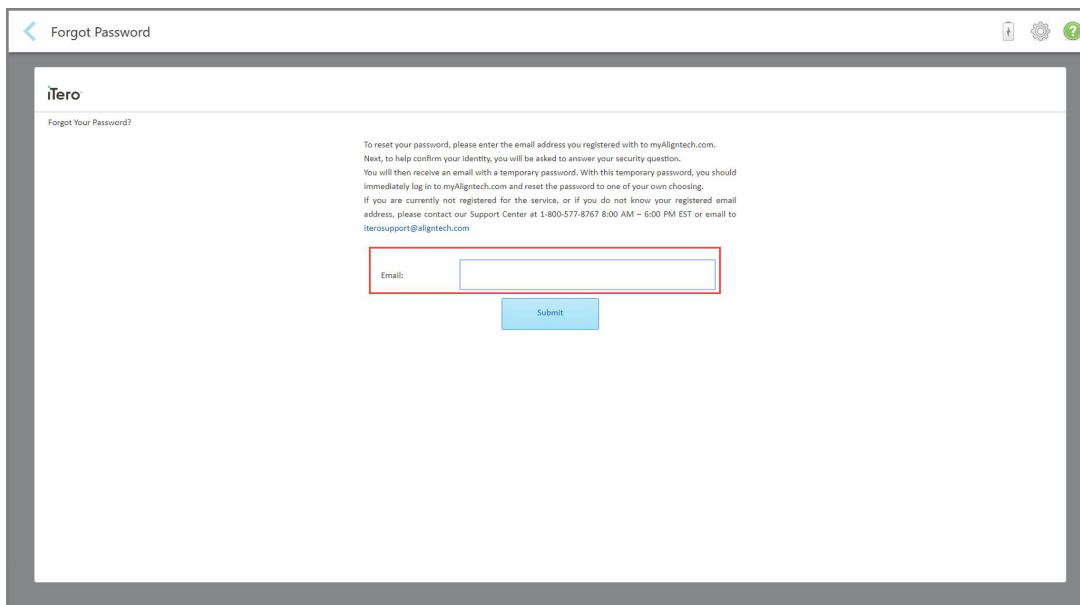 Forgot Password
?
iTero
Forgot Your Password?
To reset your password, please enter the email address you registered with to myAligntech.com.
Next, to help confirm your identity, you will be asked to answer your security question.
You will then receive an email with a temporary password. With this temporary password, you should
immediately log in to myAligntech.com and reset the password to one of your own choosing.
If you are currently not registered for the service, or if you do not know your registered email
address, please contact our Support Center at 1-800-577-8767 8:00 AM – 6:00 PM EST or email to
iterosupport@aligntech.com
Email:
Submit